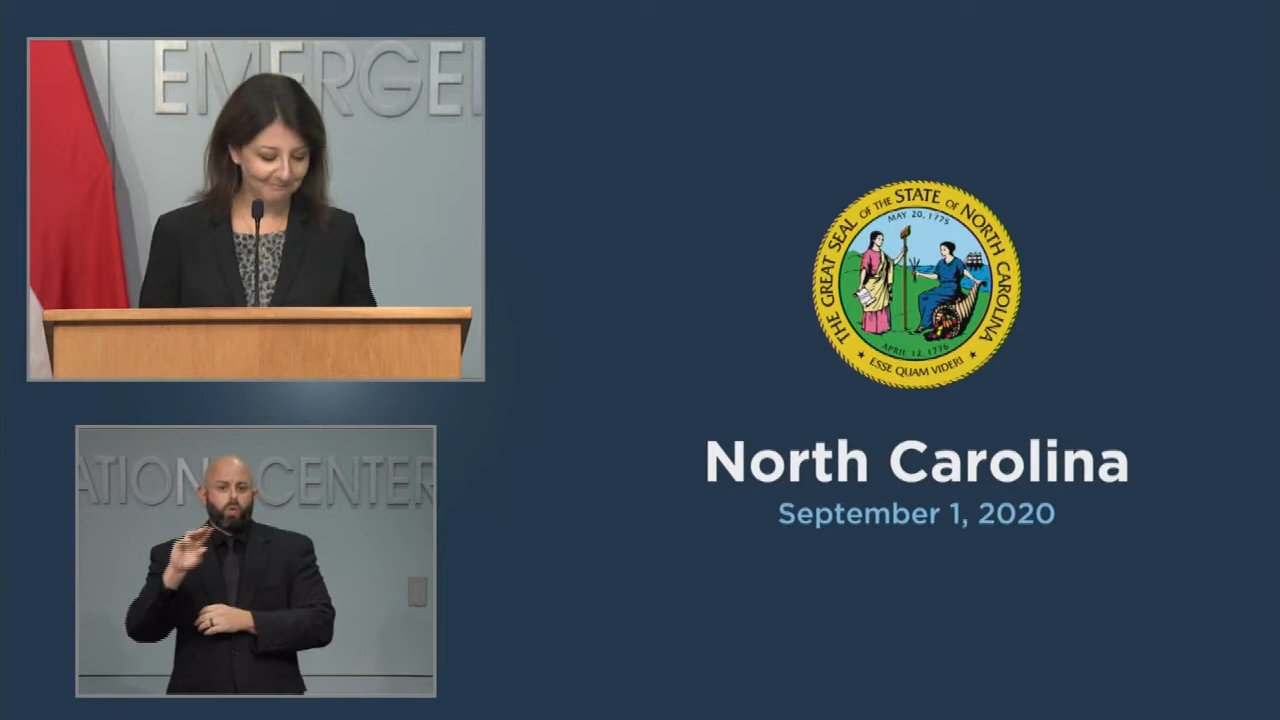 EMERGE
ATION CENTER
THE GREAT SEAL OF THE STATE OF NORTH CAROLINA
MAY 20, 1775
APRIL 12, 1776
ESSE QUAM VIDERI
North Carolina
September 1, 2020